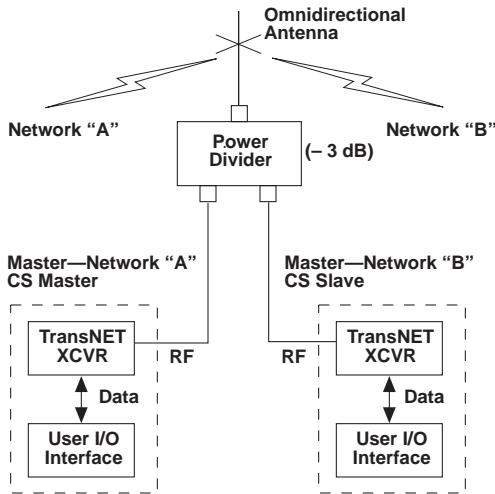 Omnidirectional
Antenna
Network “A”
Network “B”
Power
Divider
(– 3 dB)
Master—Network “A”
CS Master
Master—Network “B”
CS Slave
TransNET
XCVR
RF
RF
TransNET
XCVR
Data
Data
User I/O
Interface
User I/O
Interface